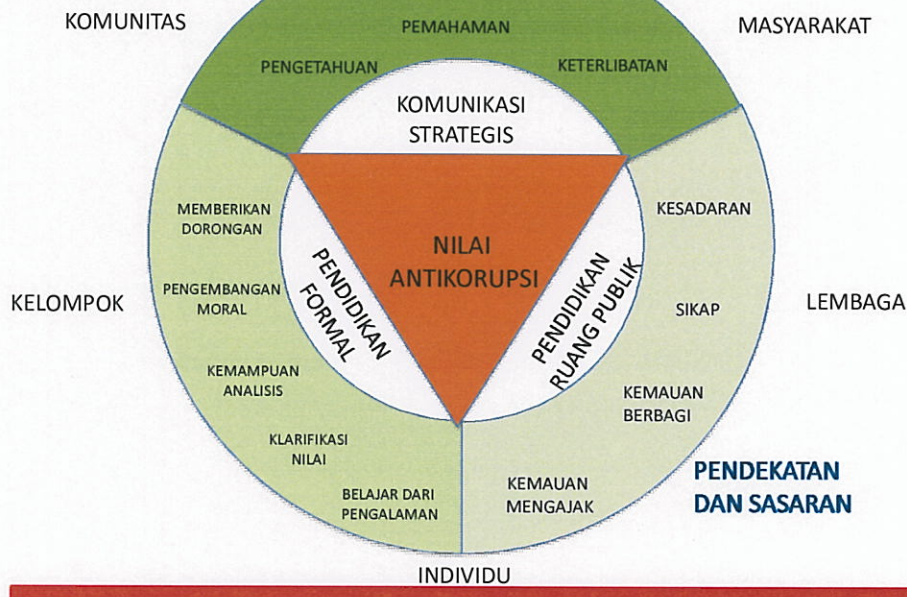 KOMUNITAS
MASYARAKAT
PEMAHAMAN
PENGETAHUAN
KETERLIBATAN
KOMUNIKASI
STRATEGIS
MEMBERIKAN
DORONGAN
PENGEMBANGAN
MORAL
KEMAMPUAN
ANALISIS
KLARIFIKASI
NILAI
BELAJAR DARI
PENGALAMAN
PENDIDIKAN
FORMAL
NILAI
ANTIKORUPSI
PENDIDIKAN
RUANG PUBLIK
KESADARAN
SIKAP
KEMAUAN
BERBAGI
KEMAUAN
MENGAJAK
KELOMPOK
LEMBAGA
PENDEKATAN
DAN SASARAN
INDIVIDU